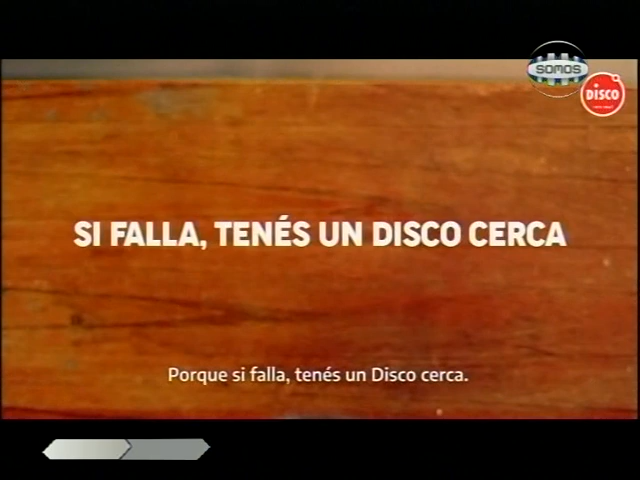 SOMOS
DISCO
SI FALLA, TENÉS UN DISCO CERCA
Porque si falla, tenés un Disco cerca.